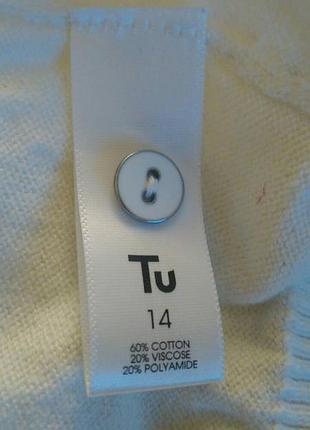 Tu
14
60% COTTON
20% VISCOSE
20% POLYAMIDE